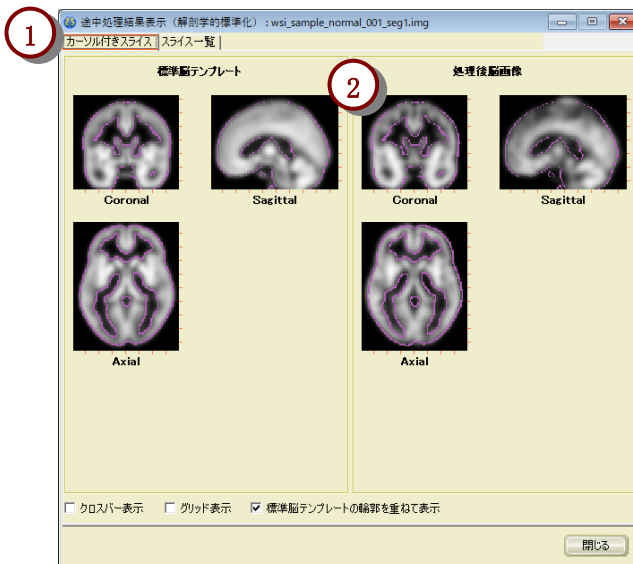 1
途中処理結果表示（解剖学的標準化）: wsi_sample_normal_001_seg1.img
カーソル付きスライス スライス一覧
標準脳テンプレート
2
処理後脳画像
Coronal Sagittal
Coronal Sagittal
Axial
Axial
クロスバー表示 グリッド表示 標準脳テンプレートの輪郭を重ねて表示
閉じる